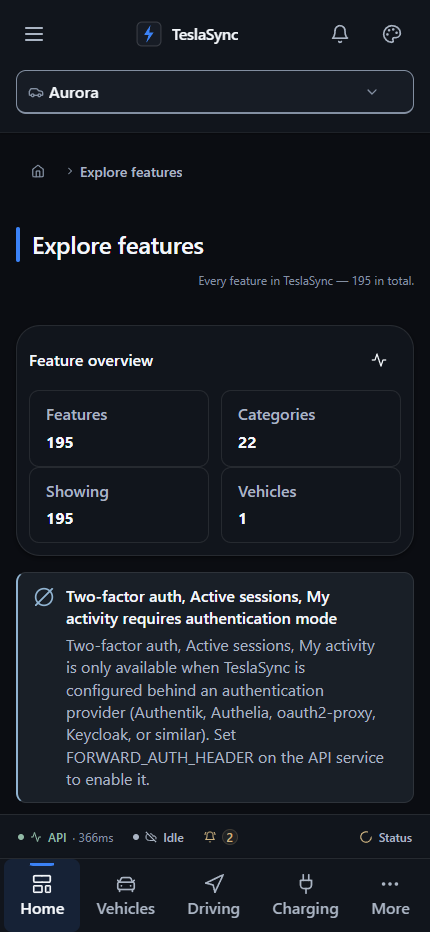 TeslaSync
Aurora
Explore features
Explore features
Every feature in TeslaSync — 195 in total.
Feature overview
Features
195
Categories
22
Showing
195
Vehicles
1
Two-factor auth, Active sessions, My
activity requires authentication mode
Two-factor auth, Active sessions, My activity
is only available when TeslaSync is
configured behind an authentication
provider (Authentik, Authelia, oauth2-proxy,
Keycloak, or similar). Set
FORWARD_AUTH_HEADER on the API service
to enable it.
API · 366ms
Idle
2
Status
Home
Vehicles
Driving
Charging
More